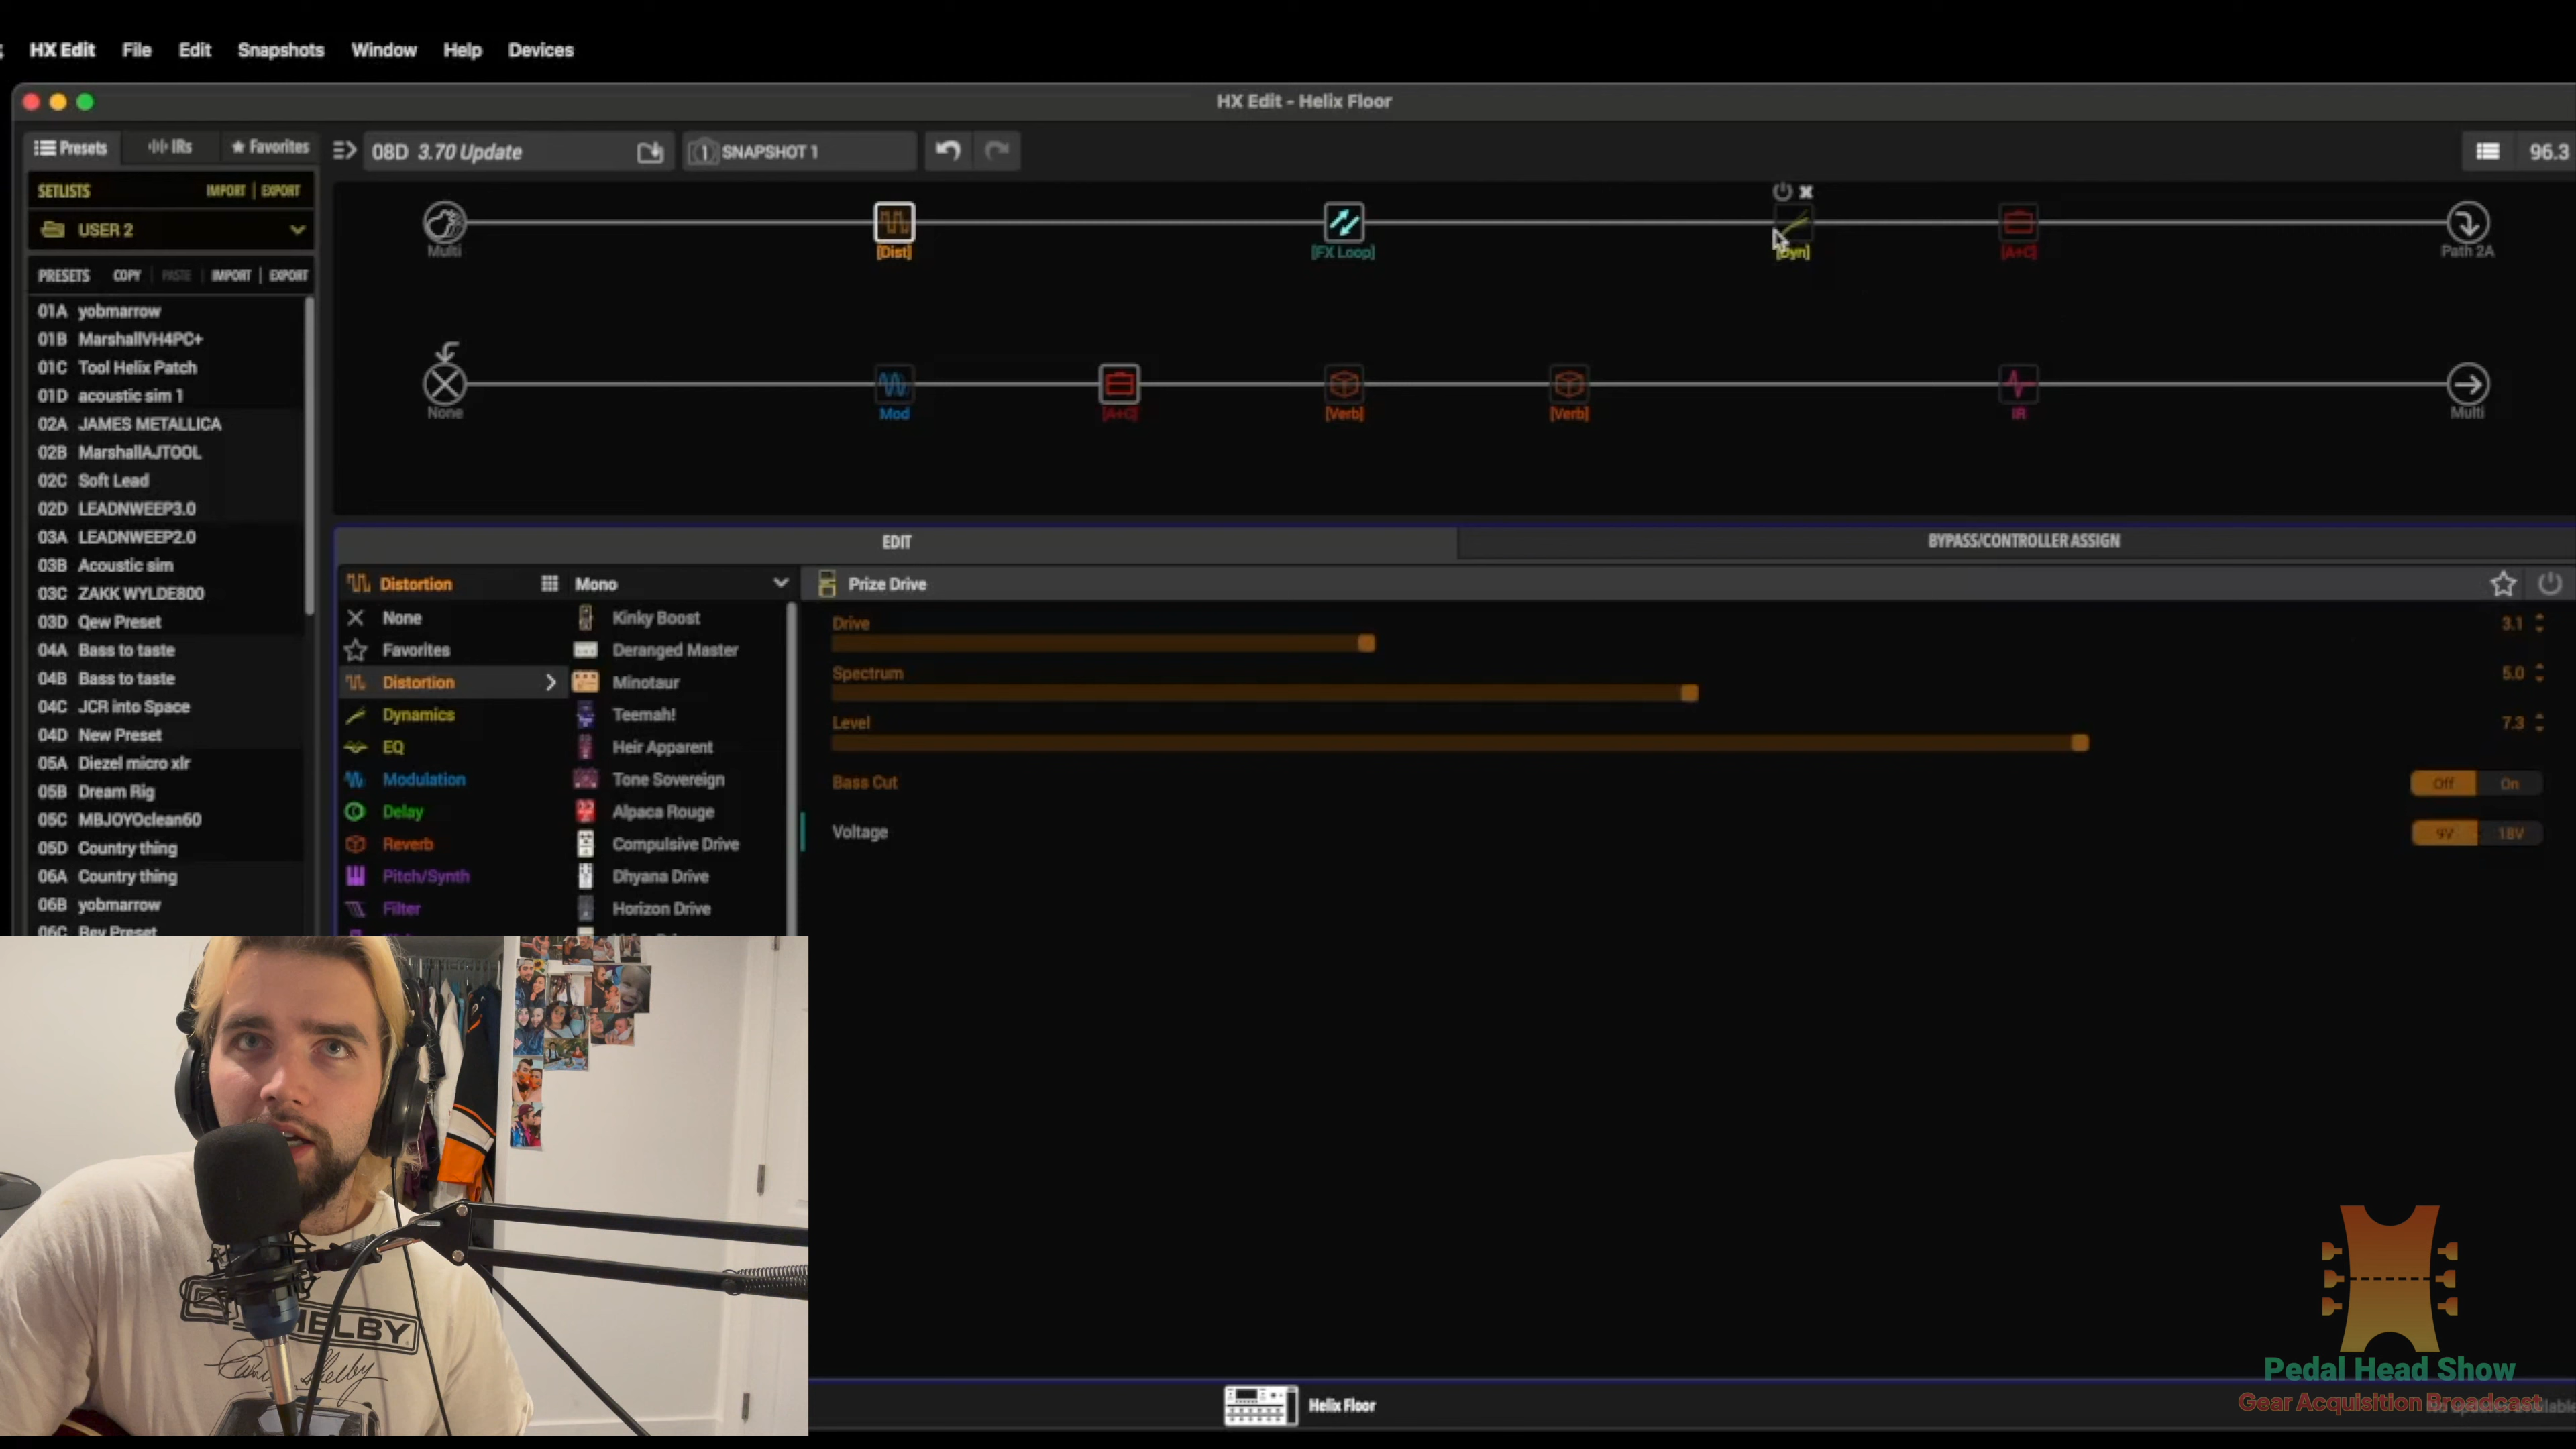 HX Edit File Edit Snapshots Window Help Devices
HX Edit - Helix Floor
Presets IRs Favorites
08D 3.70 Update
1 SNAPSHOT 1
96.3
SETLISTS IMPORT | EXPORT
USER 2
PRESETS COPY | PASTE | IMPORT | EXPORT
01A yobmarrow
01B MarshallVH4PC+
01C Tool Helix Patch
01D acoustic sim 1
02A JAMES METALLICA
02B MarshallAJTOOL
02C Soft Lead
02D LEADNWEEP3.0
03A LEADNWEEP2.0
03B Acoustic sim
03C ZAKK WYLDE800
03D Qew Preset
04A Bass to taste
04B Bass to taste
04C JCR into Space
04D New Preset
05A Diezel micro xlr
05B Dream Rig
05C MBJOYOclean60
05D Country thing
06A Country thing
06B yobmarrow
06C Rev Preset
Multi [Dist] [FX Loop] [Dyn] [A+C] Path 2A
None Mod [A+C] [Verb] [Verb] IR Multi
EDIT BYPASS/CONTROLLER ASSIGN
Distortion Mono
None
Favorites
Distortion
Dynamics
EQ
Modulation
Delay
Reverb
Pitch/Synth
Filter
Kinky Boost
Deranged Master
Minotaur
Teemah!
Heir Apparent
Tone Sovereign
Alpaca Rouge
Compulsive Drive
Dhyana Drive
Horizon Drive
Prize Drive
Drive 3.1
Spectrum 5.0
Level 7.3
Bass Cut Off On
Voltage 9V 18V
Helix Floor
Pedal Head Show
Gear Acquisition Broadcast
No updates available